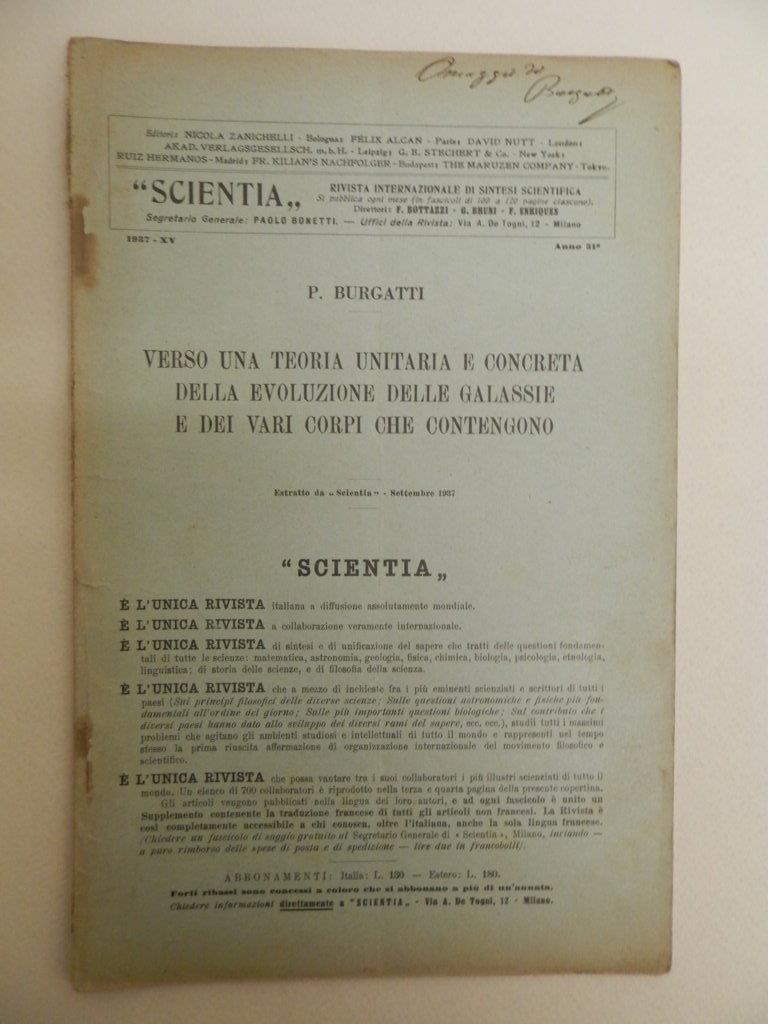 Omaggio di
Burgatti
Editori: NICOLA ZANICHELLI - Bologna: FÉLIX ALCAN - Paris: DAVID NUTT - London:
AKAD. VERLAGSGESELLSCH. m. b. H. - Leipzig: G. E. STECHERT & Co. - New York:
RUIZ HERMANOS - Madrid: FR. KILIAN'S NACHFOLGER - Budapest: THE MARUZEN COMPANY - Tokyo.
"SCIENTIA„
RIVISTA INTERNAZIONALE DI SINTESI SCIENTIFICA
Si pubblica ogni mese (in fascicoli di 100 a 120 pagine ciascuno).
Direttori: F. BOTTAZZI - G. BRUNI - F. ENRIQUES
Segretario Generale: PAOLO BONETTI. — Uffici della Rivista: Via A. De Togni, 12 - Milano
1937 - XV
Anno 31°
P. BURGATTI
VERSO UNA TEORIA UNITARIA E CONCRETA
DELLA EVOLUZIONE DELLE GALASSIE
E DEI VARI CORPI CHE CONTENGONO
Estratto da „Scientia" - Settembre 1937
"SCIENTIA„
È L'UNICA RIVISTA italiana a diffusione assolutamente mondiale.
È L'UNICA RIVISTA a collaborazione veramente internazionale.
È L'UNICA RIVISTA di sintesi e di unificazione del sapere che tratti delle questioni fondamen-
tali di tutte le scienze: matematica, astronomia, geologia, fisica, chimica, biologia, psicologia, etnologia,
linguistica; di storia delle scienze, e di filosofia della scienza.
È L'UNICA RIVISTA che a mezzo di inchieste fra i più eminenti scienziati e scrittori di tutti i
paesi (Sui principî filosofici delle diverse scienze; Sulle questioni astronomiche e fisiche più fon-
damentali all'ordine del giorno; Sulle più importanti questioni biologiche; Sul contributo che i
diversi paesi hanno dato allo sviluppo dei diversi rami del sapere, ecc. ecc.), studii tutti i massimi
problemi che agitano gli ambienti studiosi e intellettuali di tutto il mondo e rappresenti nel tempo
stesso la prima riuscita affermazione di organizzazione internazionale del movimento filosofico e
scientifico.
È L'UNICA RIVISTA che possa vantare tra i suoi collaboratori i più illustri scienziati di tutto il
mondo. Un elenco di 700 collaboratori è riprodotto nella terza e quarta pagina della presente copertina.
Gli articoli vengono pubblicati nella lingua dei loro autori, e ad ogni fascicolo è unito un
Supplemento contenente la traduzione francese di tutti gli articoli non francesi. La Rivista è
così completamente accessibile a chi conosca, oltre l'italiano, anche la sola lingua francese.
(Chiedere un fascicolo di saggio gratuito al Segretario Generale di « Scientia », Milano, inviando —
a puro rimborso delle spese di posta e di spedizione — lire due in francobolli).
ABBONAMENTI: Italia: L. 130 — Estero: L. 180.
Forti ribassi sono concessi a coloro che si abbonano a più di un'annata.
Chiedere informazioni direttamente a "SCIENTIA„ - Via A. De Togni, 12 - Milano.